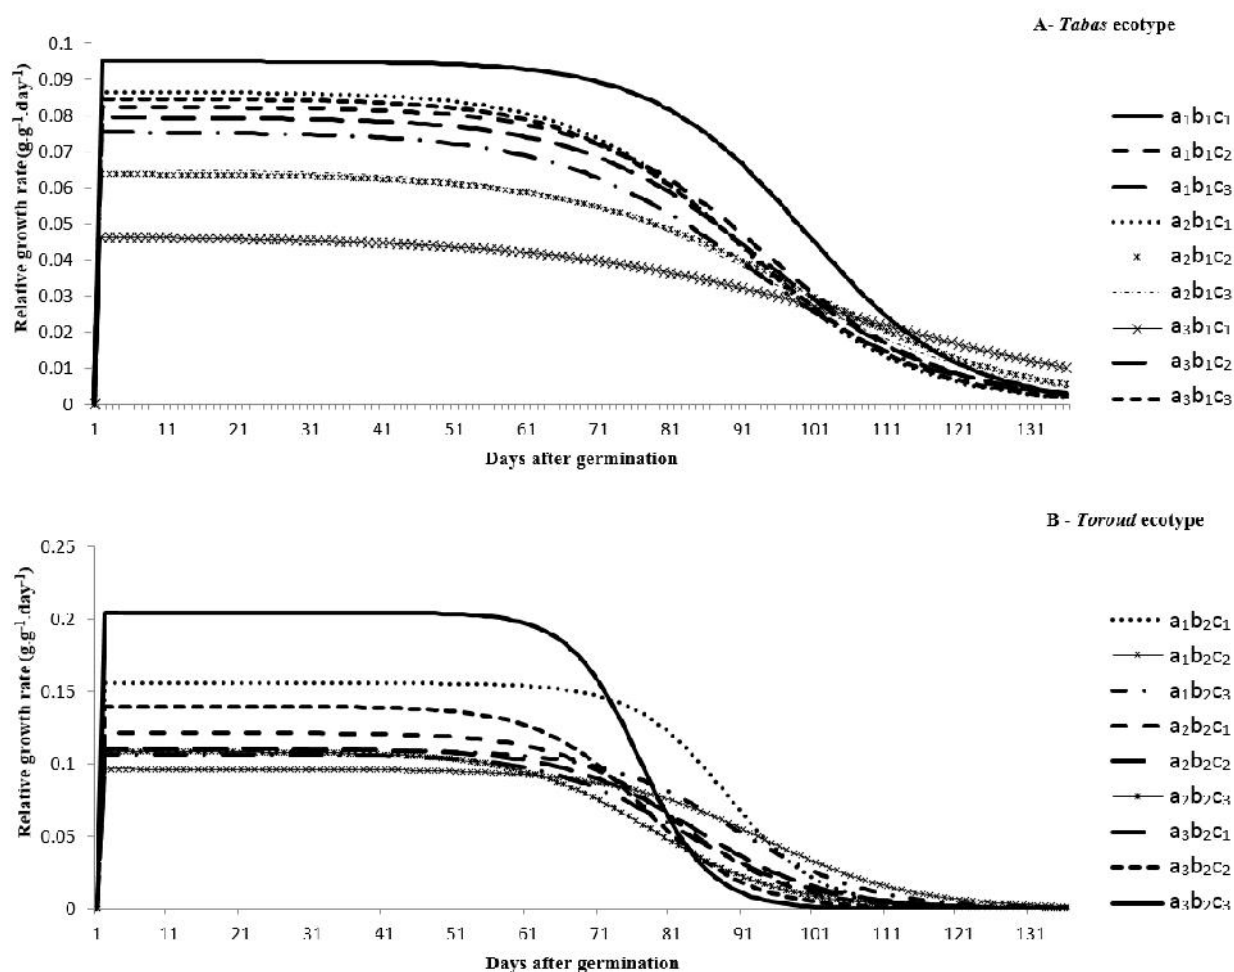 A- Tabas ecotype
Relative growth rate (g.g-1.day-1)
0.1
0.09
0.08
0.07
0.06
0.05
0.04
0.03
0.02
0.01
0
1 11 21 31 41 51 61 71 81 91 101 111 121 131
Days after germination
a1b1c1
a1b1c2
a1b1c3
a2b1c1
a2b1c2
a2b1c3
a3b1c1
a3b1c2
a3b1c3
B - Toroud ecotype
Relative growth rate (g.g-1.day-1)
0.25
0.2
0.15
0.1
0.05
0
1 11 21 31 41 51 61 71 81 91 101 111 121 131
Days after germination
a1b2c1
a1b2c2
a1b2c3
a2b2c1
a2b2c2
a2b2c3
a3b2c1
a3b2c2
a3b2c3